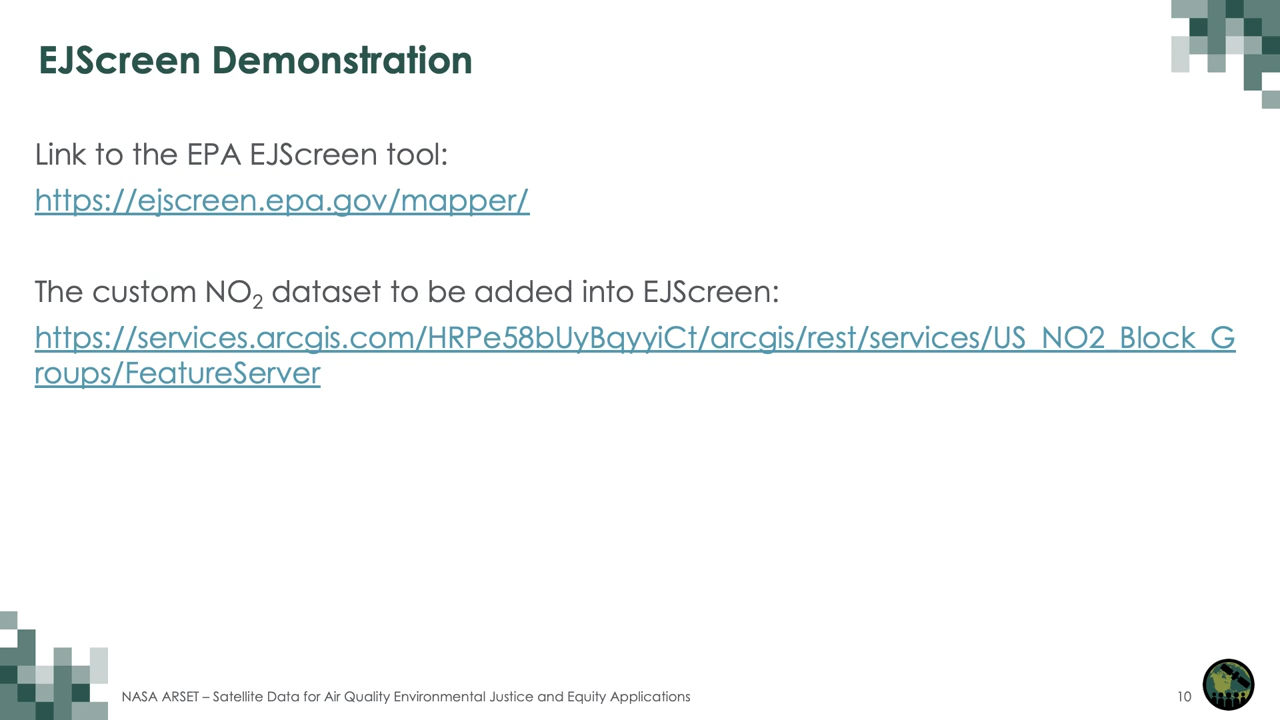 EJScreen Demonstration
Link to the EPA EJScreen tool:
https://ejscreen.epa.gov/mapper/
The custom NO₂ dataset to be added into EJScreen:
https://services.arcgis.com/HRPe58bUyBqyyiCt/arcgis/rest/services/US_NO2_Block_G
roups/FeatureServer
NASA ARSET – Satellite Data for Air Quality Environmental Justice and Equity Applications
10